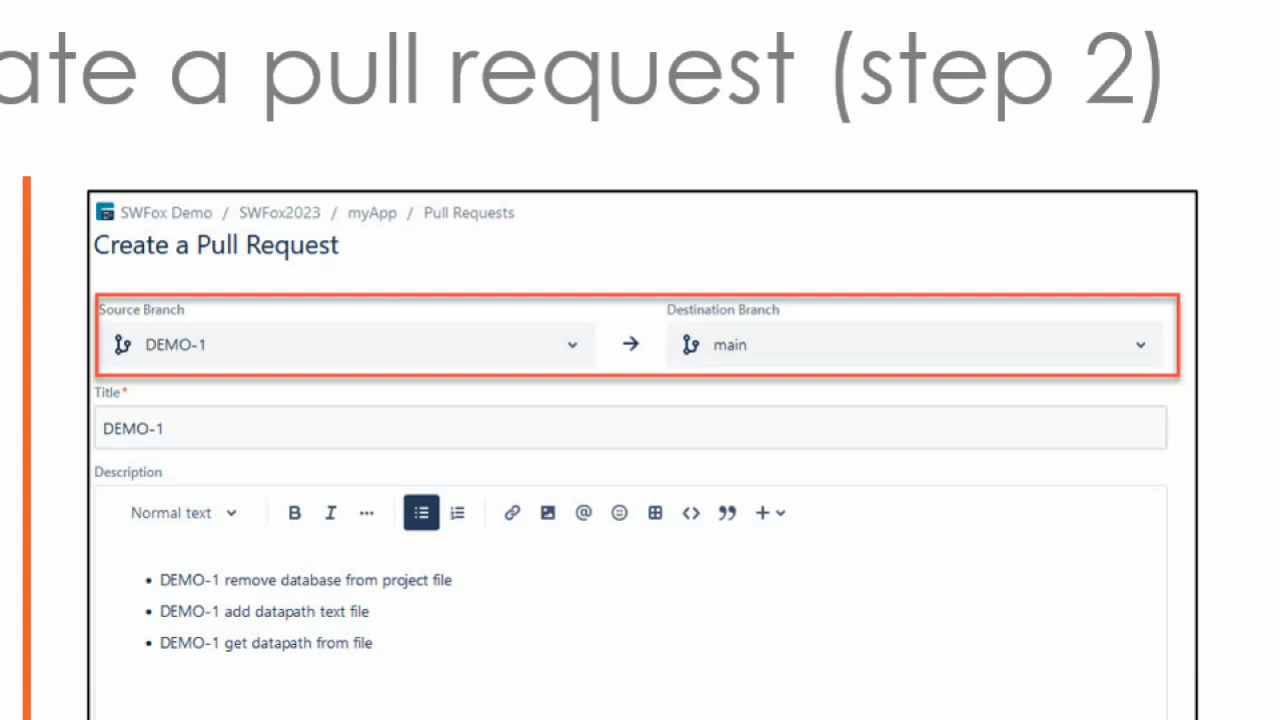 ate a pull request (step 2)
SWFox Demo / SWFox2023 / myApp / Pull Requests
Create a Pull Request
Source Branch Destination Branch
DEMO-1 → main
Title*
DEMO-1
Description
Normal text B I ...
• DEMO-1 remove database from project file
• DEMO-1 add datapath text file
• DEMO-1 get datapath from file